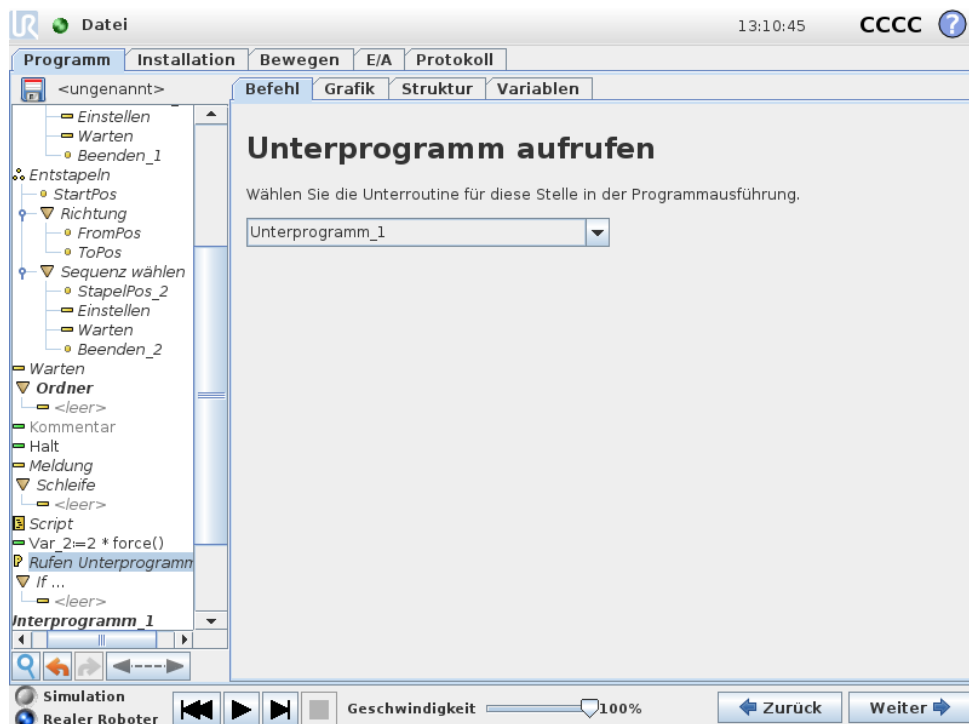 UR Datei 13:10:45 CCCC ?
Programm Installation Bewegen E/A Protokoll
<ungenannt>
Befehl Grafik Struktur Variablen
Einstellen
Warten
Beenden_1
Entstapeln
StartPos
Richtung
FromPos
ToPos
Sequenz wählen
StapelPos_2
Einstellen
Warten
Beenden_2
Warten
Ordner
<leer>
Kommentar
Halt
Meldung
Schleife
<leer>
Script
Var_2:=2 * force()
Rufen Unterprogramm
If ...
<leer>
Unterprogramm_1
Unterprogramm aufrufen
Wählen Sie die Unterroutine für diese Stelle in der Programmausführung.
Unterprogramm_1
Simulation
Realer Roboter
Geschwindigkeit 100%
Zurück Weiter